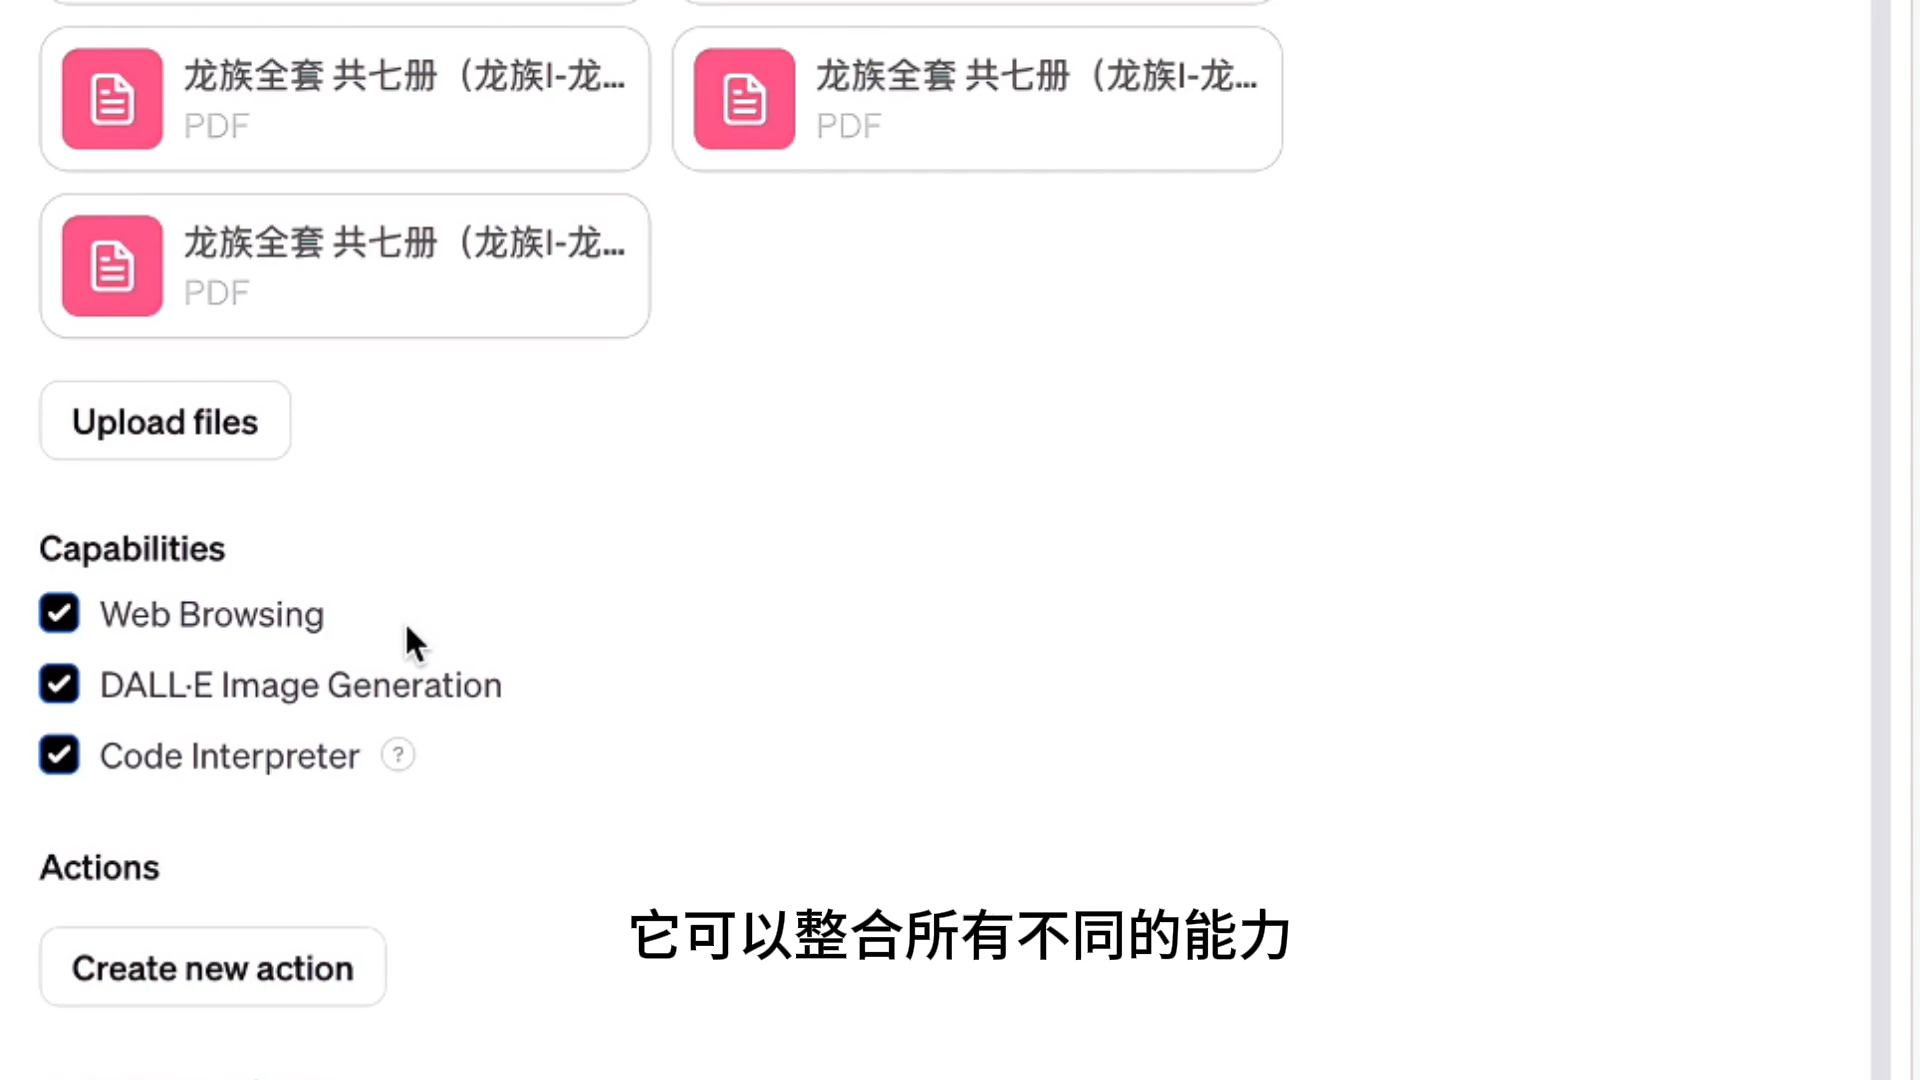 龙族全套 共七册（龙族I-龙...
PDF
龙族全套 共七册（龙族I-龙...
PDF
龙族全套 共七册（龙族I-龙...
PDF
Upload files
Capabilities
Web Browsing
DALL·E Image Generation
Code Interpreter ?
Actions
它可以整合所有不同的能力
Create new action